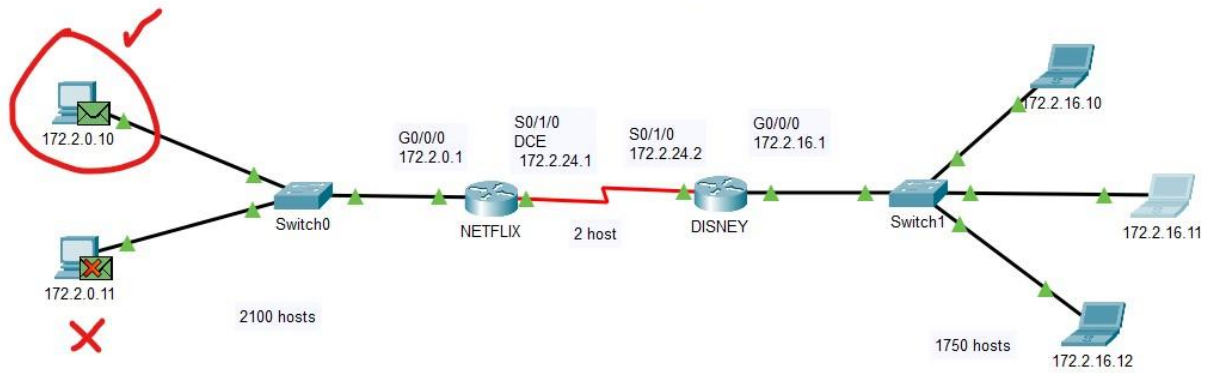 172.2.0.10
172.2.0.11
Switch0
2100 hosts
G0/0/0
172.2.0.1
NETFLIX
S0/1/0
DCE
172.2.24.1
2 host
S0/1/0
172.2.24.2
DISNEY
G0/0/0
172.2.16.1
Switch1
1750 hosts
172.2.16.10
172.2.16.11
172.2.16.12